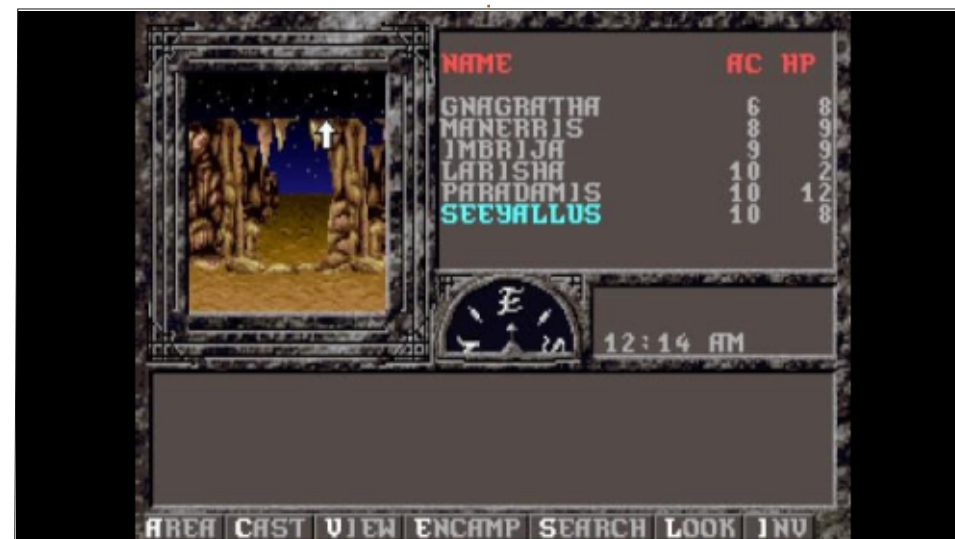 NAME AC HP
GNAGRATHA 6 8
MANERRIS 8 9
IMBRIJA 9 9
LARISHA 10 2
PARADAMIS 10 12
SEEYALLUS 10 8
E
N S
12:14 AM
AREA CAST VIEW ENCAMP SEARCH LOOK INV